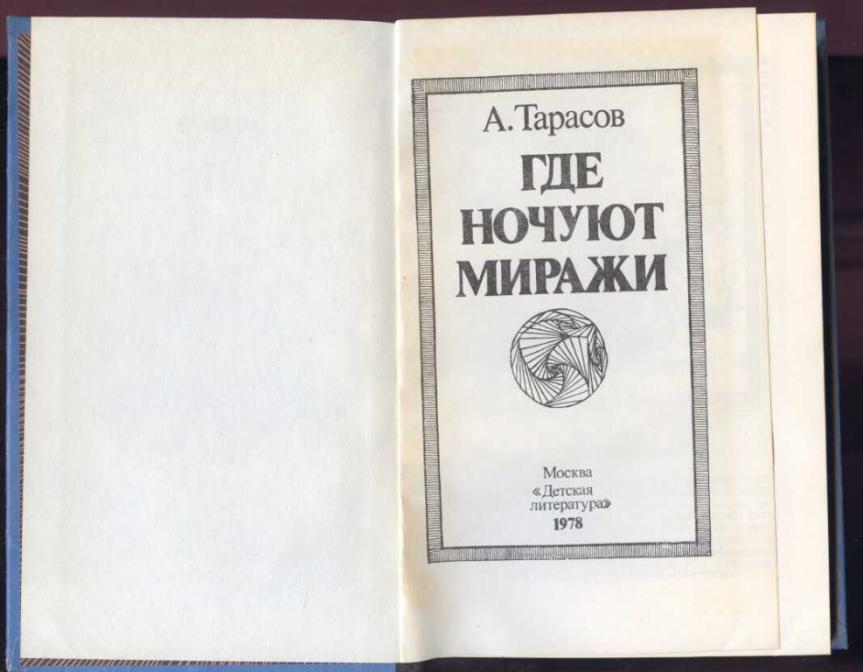 А. Тарасов
ГДЕ
НОЧУЮТ
МИРАЖИ
Москва
«Детская
литература»
1978